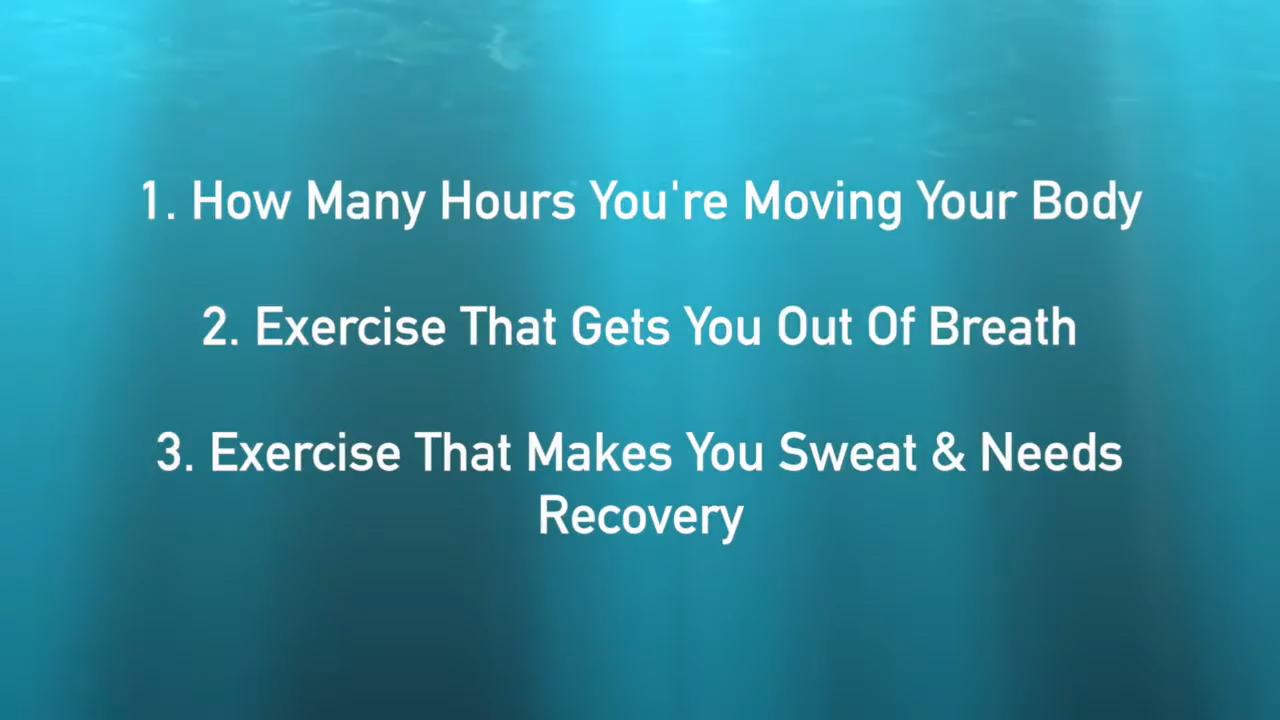 1. How Many Hours You're Moving Your Body
2. Exercise That Gets You Out Of Breath
3. Exercise That Makes You Sweat & Needs
Recovery